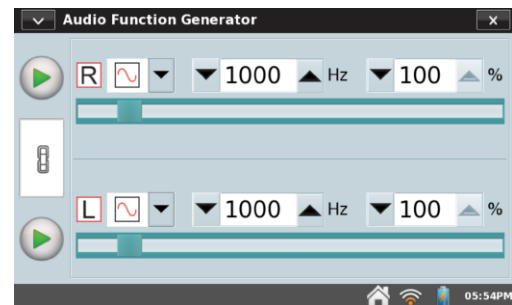 Audio Function Generator
R 1000 Hz 100 %
L 1000 Hz 100 %
05:54PM